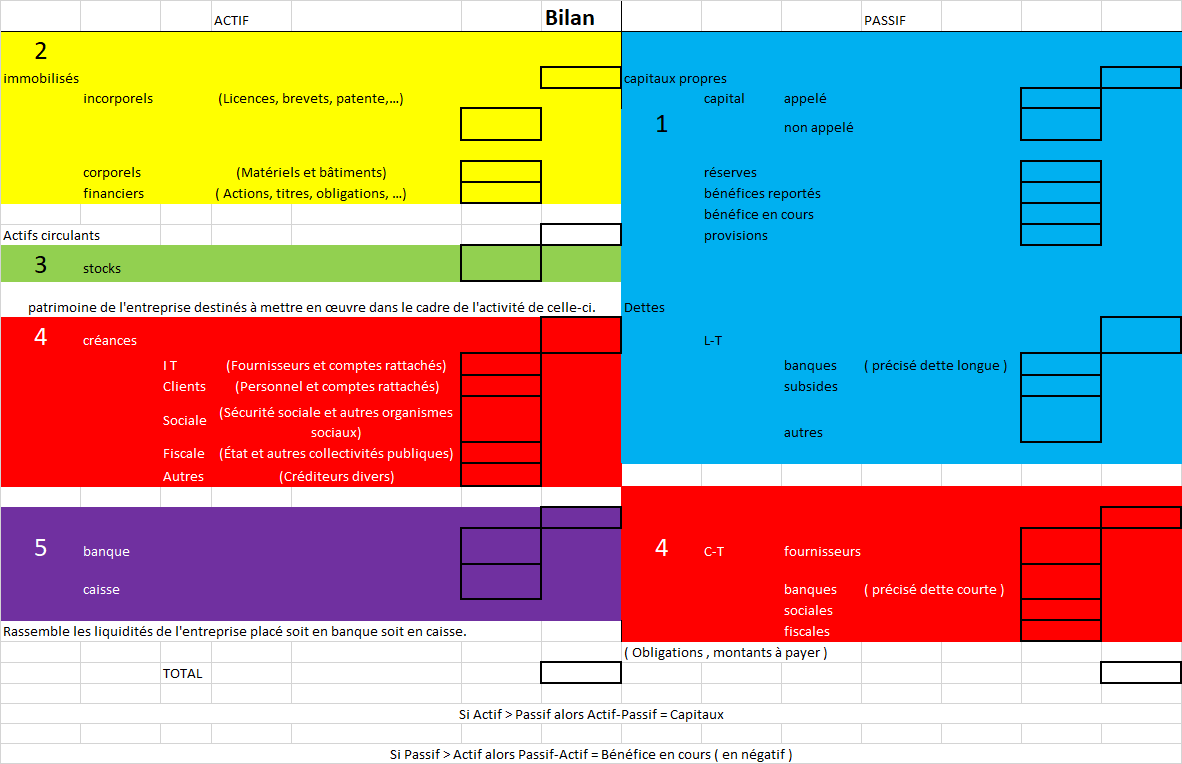 ACTIF Bilan PASSIF
2
immobilisés
incorporels (Licences, brevets, patente,…)
corporels (Matériels et bâtiments)
financiers ( Actions, titres, obligations, …)
Actifs circulants
3 stocks
patrimoine de l'entreprise destinés à mettre en œuvre dans le cadre de l'activité de celle-ci.
4 créances
I T (Fournisseurs et comptes rattachés)
Clients (Personnel et comptes rattachés)
Sociale (Sécurité sociale et autres organismes
sociaux)
Fiscale (État et autres collectivités publiques)
Autres (Créditeurs divers)
5 banque
caisse
Rassemble les liquidités de l'entreprise placé soit en banque soit en caisse.
TOTAL
capitaux propres
capital appelé
1 non appelé
réserves
bénéfices reportés
bénéfice en cours
provisions
Dettes
L-T
banques ( précisé dette longue )
subsides
autres
4 C-T fournisseurs
banques ( précisé dette courte )
sociales
fiscales
( Obligations , montants à payer )
Si Actif > Passif alors Actif-Passif = Capitaux
Si Passif > Actif alors Passif-Actif = Bénéfice en cours ( en négatif )